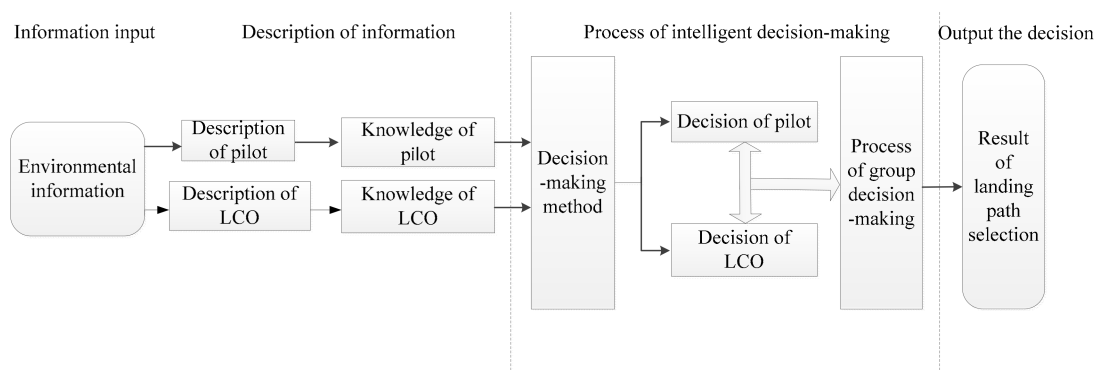 Information input
Description of information
Process of intelligent decision-making
Output the decision
Environmental
information
Description
of pilot
Knowledge of
pilot
Description of
LCO
Knowledge of
LCO
Decision
-making
method
Decision of pilot
Decision of
LCO
Process
of group
decision
-making
Result
of
landing
path
selection